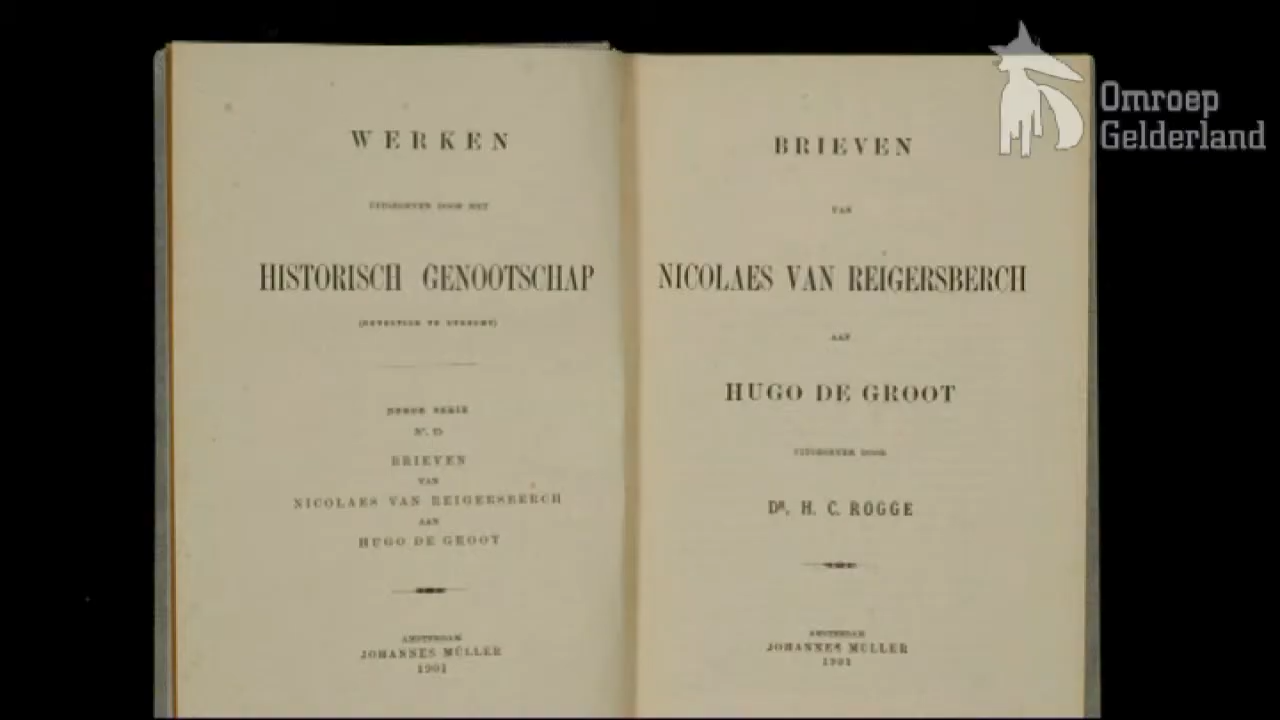 WERKEN
UITGEGEVEN DOOR HET
HISTORISCH GENOOTSCHAP
(GEVESTIGD TE UTRECHT)
DERDE SERIE
N°. 15
BRIEVEN
VAN
NICOLAES VAN REIGERSBERCH
AAN
HUGO DE GROOT
AMSTERDAM
JOHANNES MÜLLER
1901
BRIEVEN
VAN
NICOLAES VAN REIGERSBERCH
AAN
HUGO DE GROOT
UITGEGEVEN DOOR
DR. H. C. ROGGE
AMSTERDAM
JOHANNES MÜLLER
1901
Omroep
Gelderland